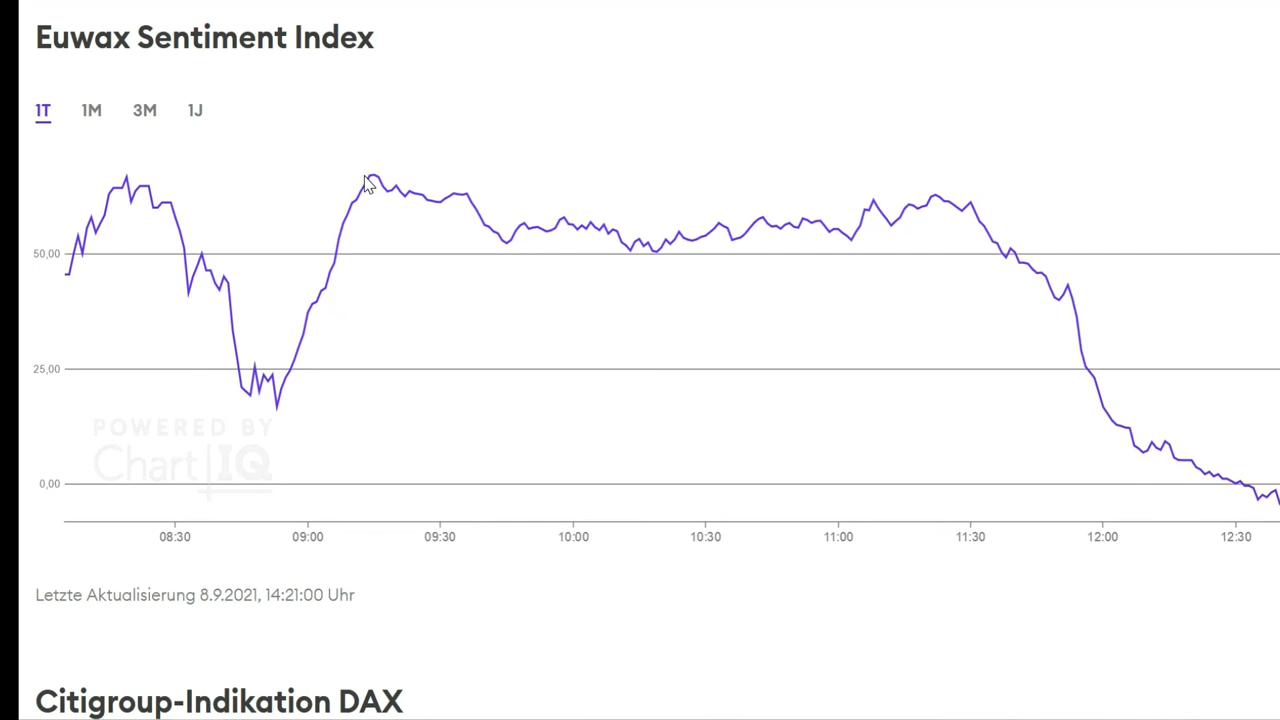 Euwax Sentiment Index
1T 1M 3M 1J
50,00
25,00
POWERED BY
Chart IQ
0,00
08:30 09:00 09:30 10:00 10:30 11:00 11:30 12:00 12:30
Letzte Aktualisierung 8.9.2021, 14:21:00 Uhr
Citigroup-Indikation DAX